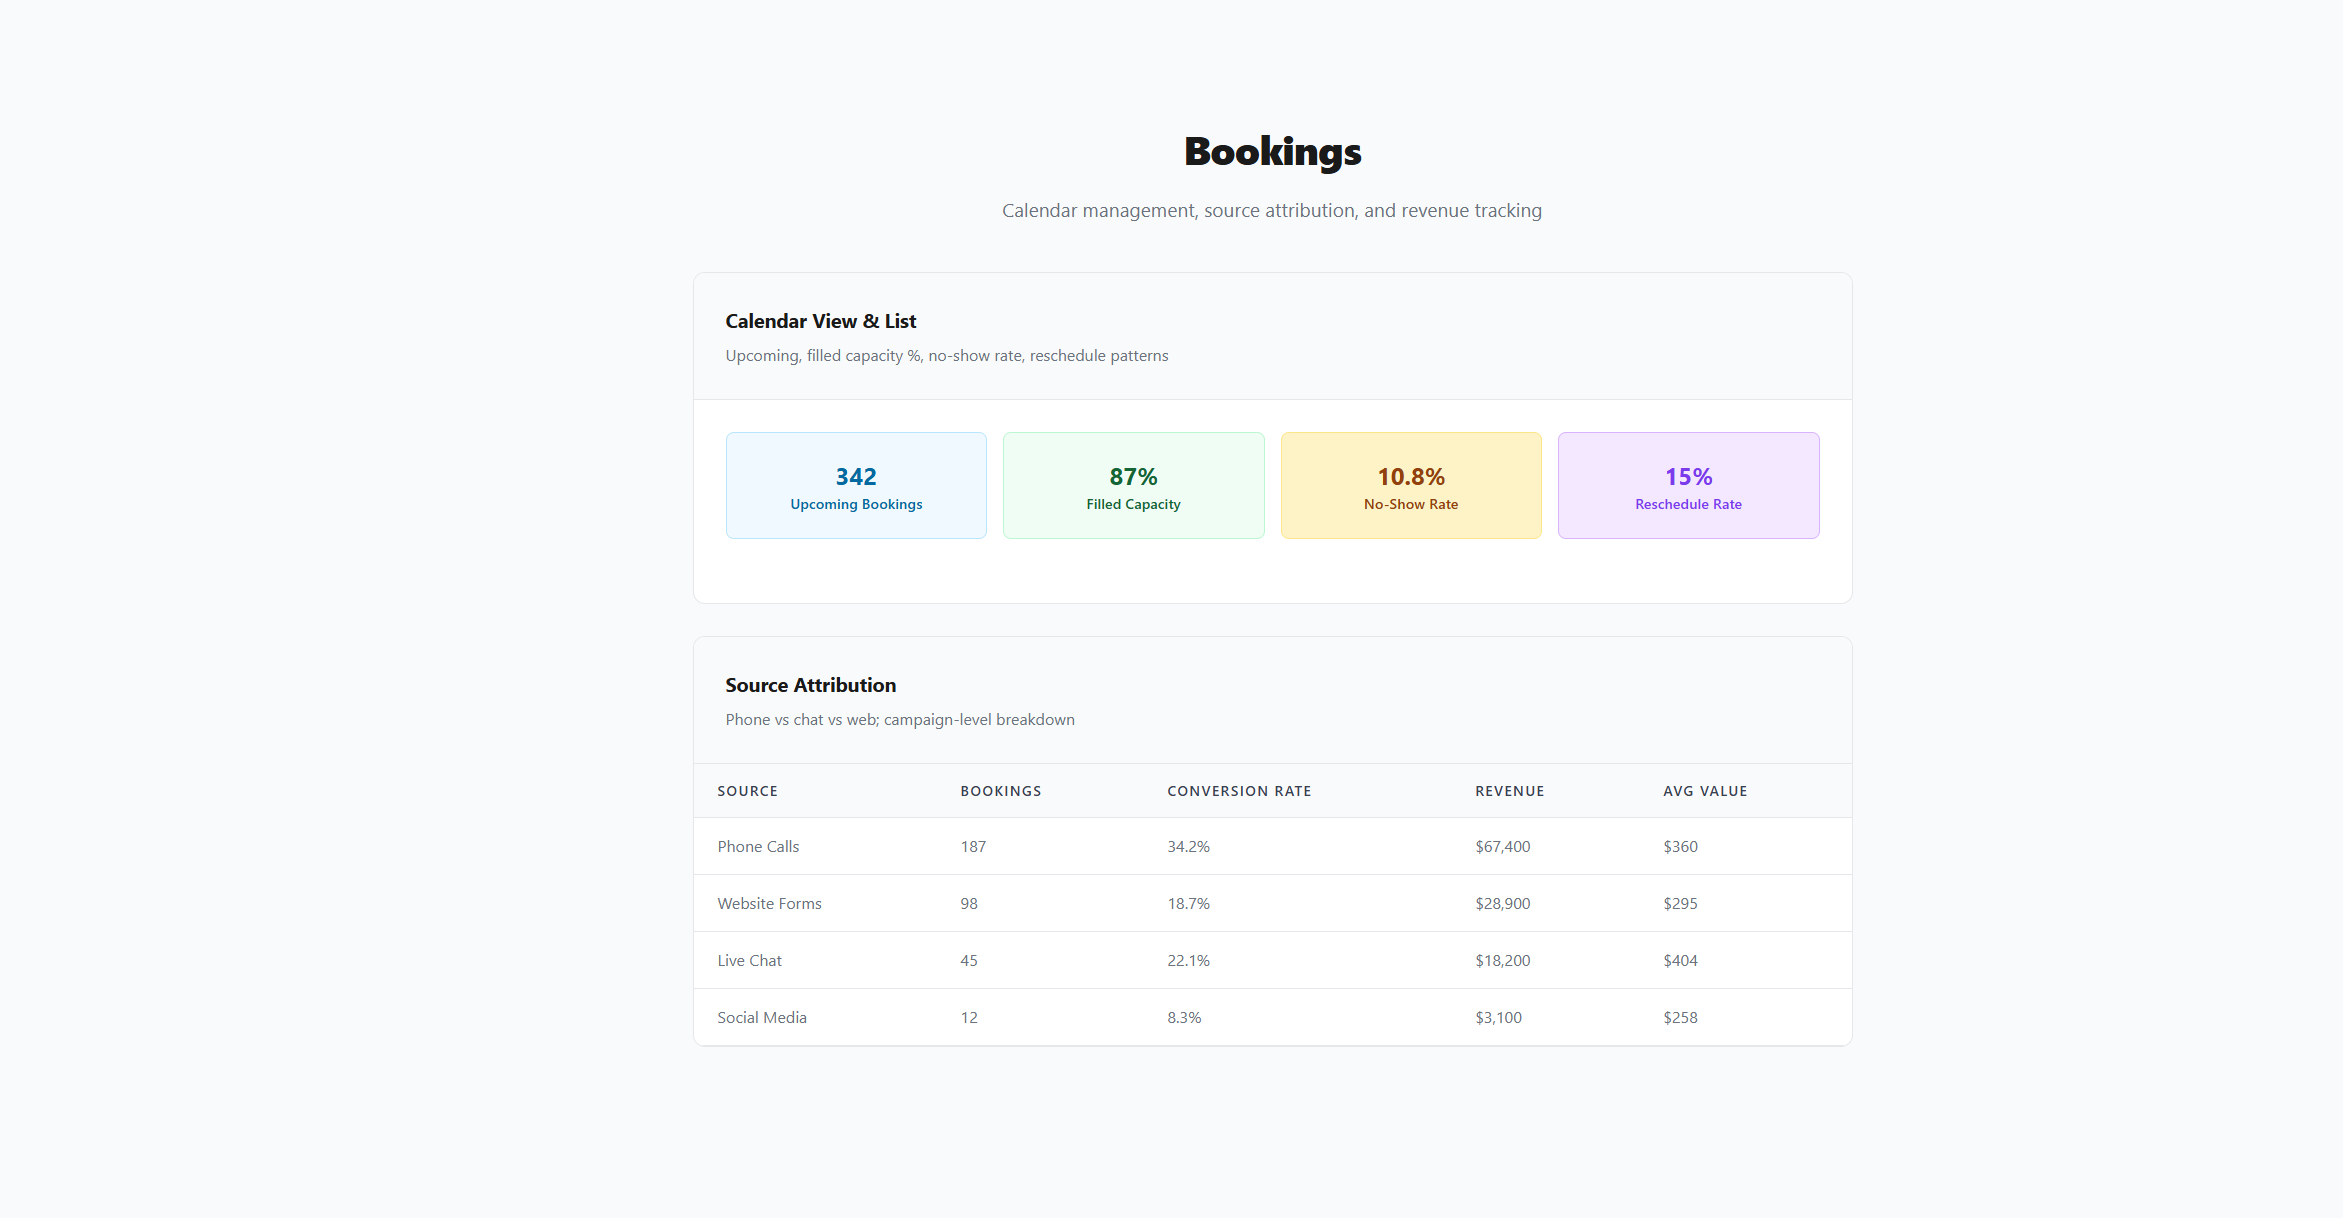 Bookings
Calendar management, source attribution, and revenue tracking
Calendar View & List
Upcoming, filled capacity %, no-show rate, reschedule patterns
342
Upcoming Bookings
87%
Filled Capacity
10.8%
No-Show Rate
15%
Reschedule Rate
Source Attribution
Phone vs chat vs web; campaign-level breakdown
SOURCE BOOKINGS CONVERSION RATE REVENUE AVG VALUE
Phone Calls 187 34.2% $67,400 $360
Website Forms 98 18.7% $28,900 $295
Live Chat 45 22.1% $18,200 $404
Social Media 12 8.3% $3,100 $258